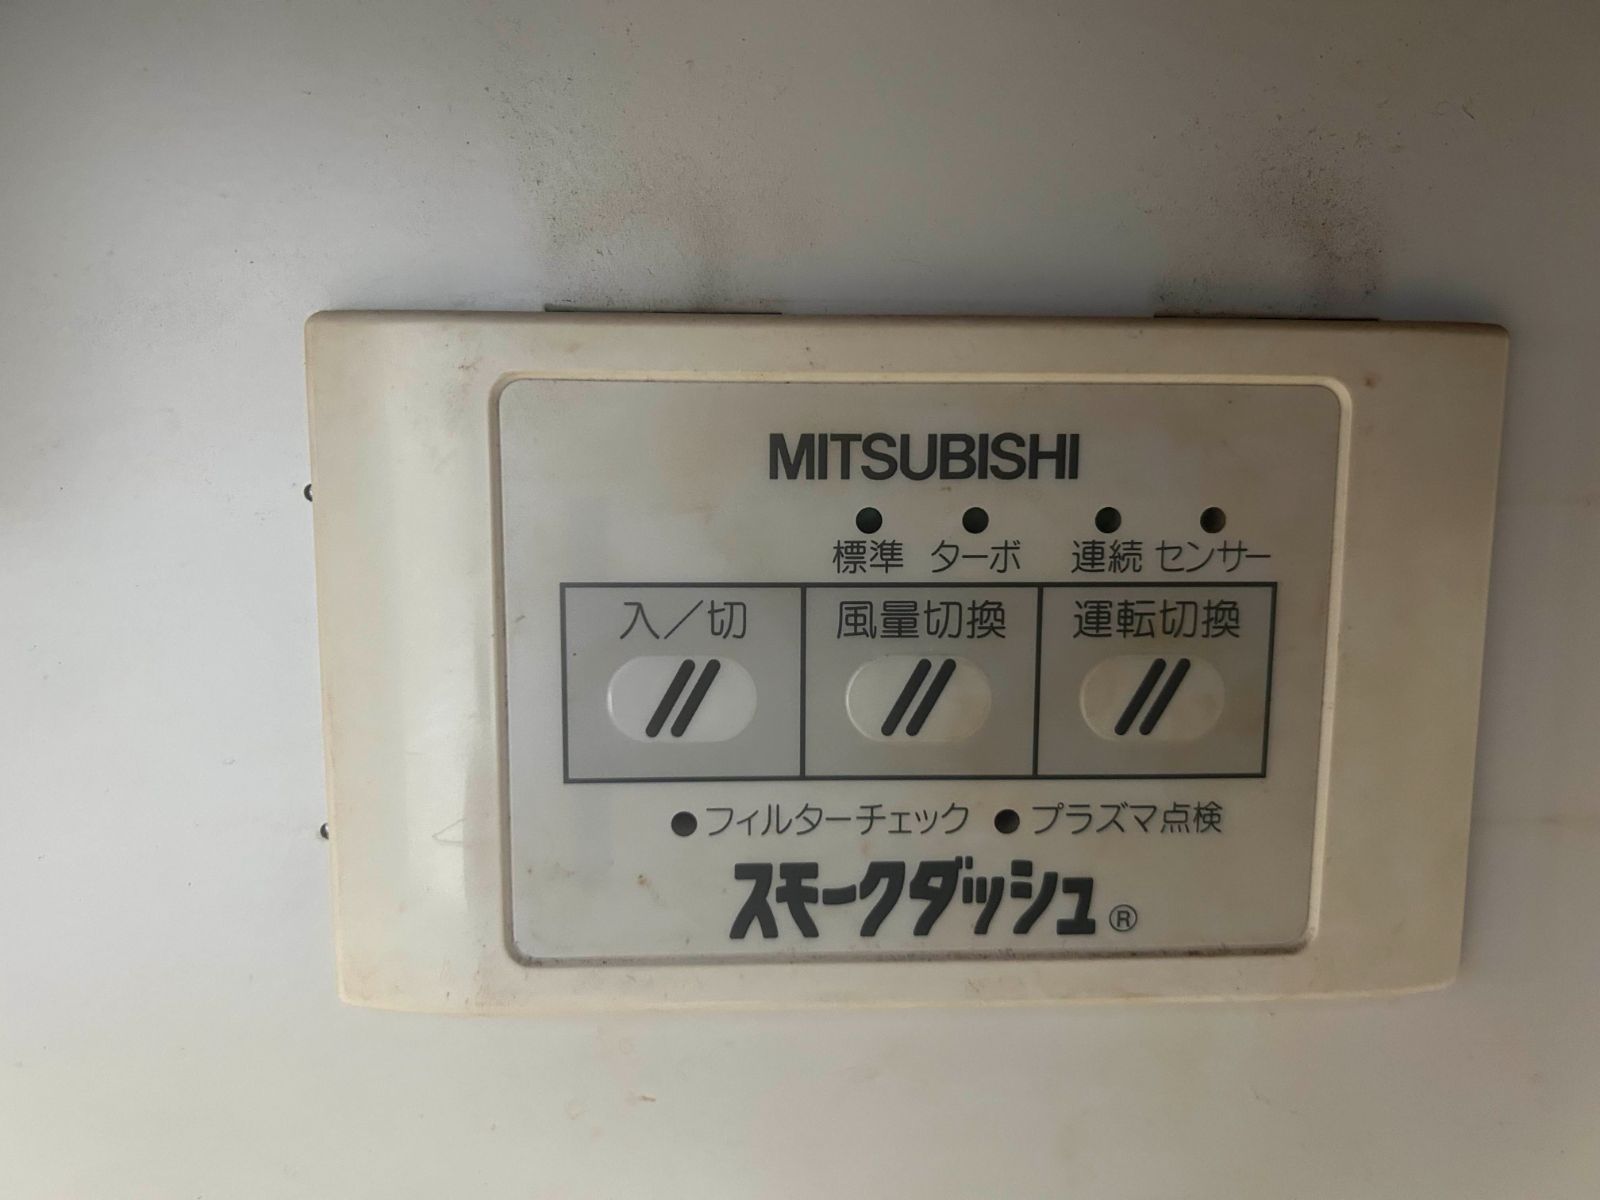 MITSUBISHI
標準 ターボ 連続 センサー
入／切 風量切換 運転切換
●フィルターチェック ●プラズマ点検
スモークダッシュ®